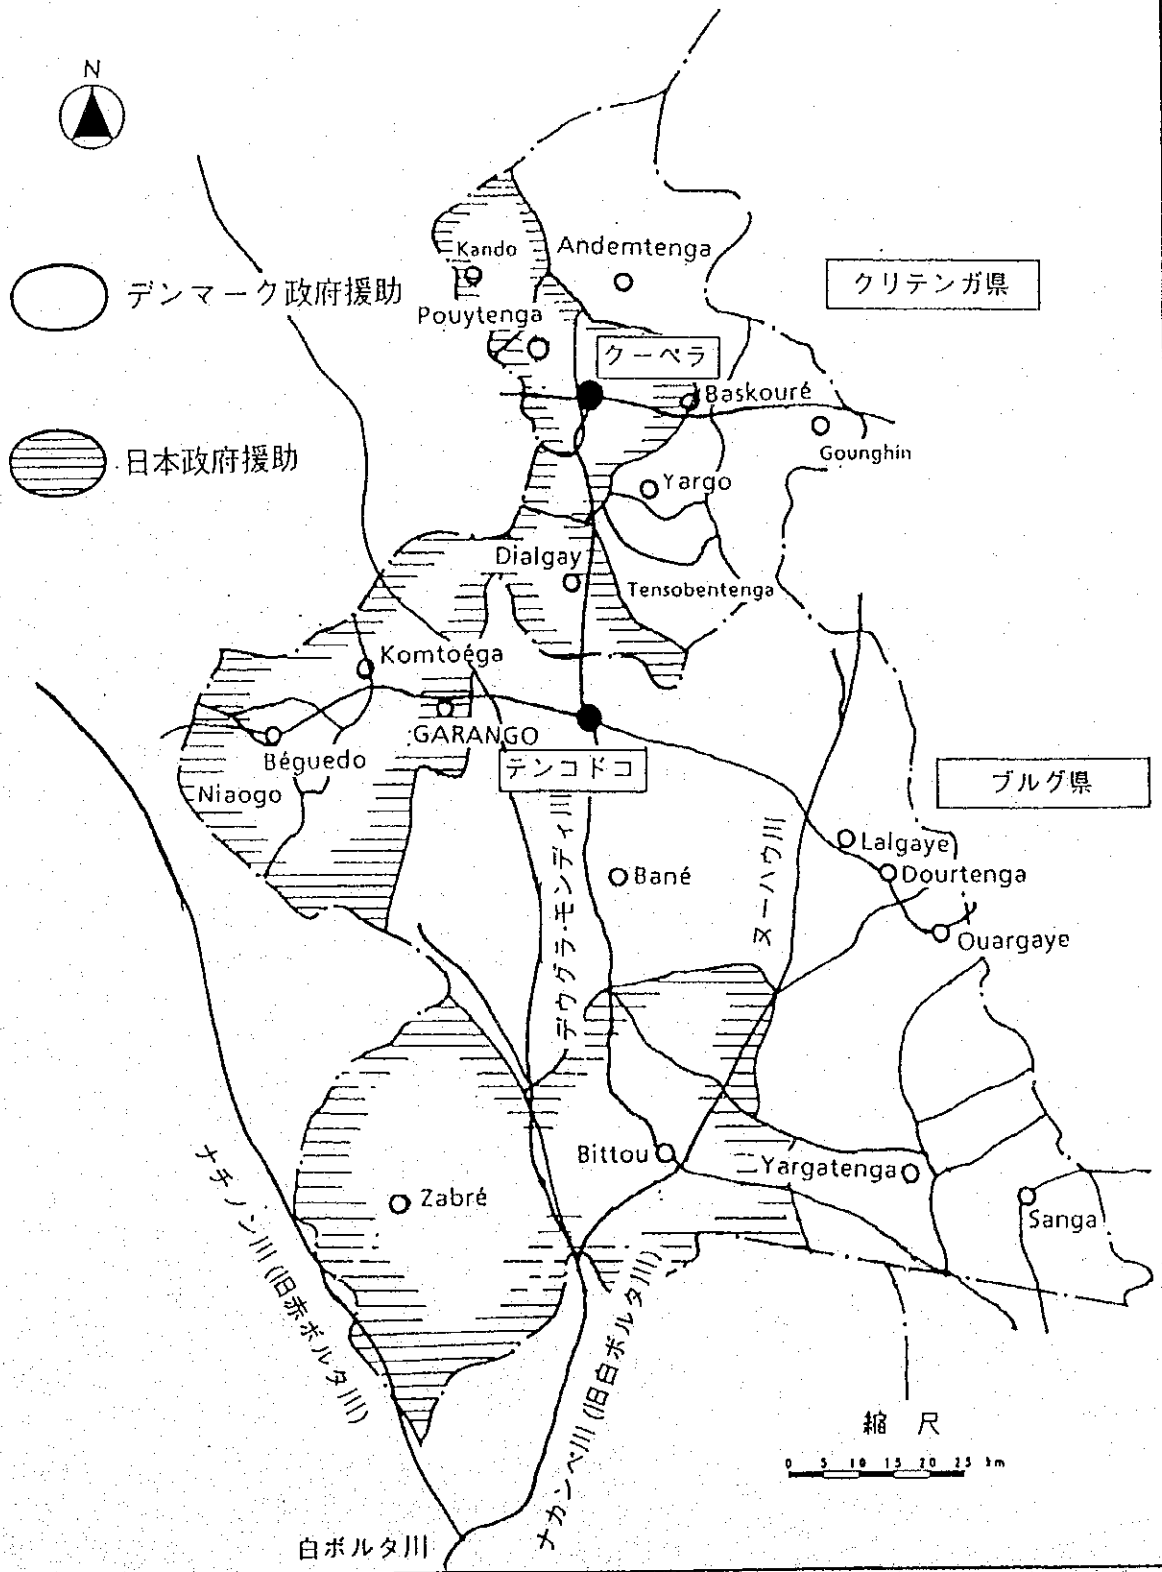 N
デンマーク政府援助
日本政府援助
Kando
Andemtenga
クリテンガ県
Pouytenga
クーペラ
Baskouré
Gounghin
Yargo
Dialgay
Tensobentenga
Komtoéga
GARANGO
テンコドコ
Béguedo
Niaogo
ブルグ県
Lalgaye
Dourtenga
Ouargaye
Bané
デウグラ・モンディ川
ヌーハウ川
Bittou
Yargatenga
Sanga
Zabré
ナチノン川(旧赤ボルタ川)
ナカンベ川(旧白ボルタ川)
白ボルタ川
縮尺
0 5 10 15 20 25 km